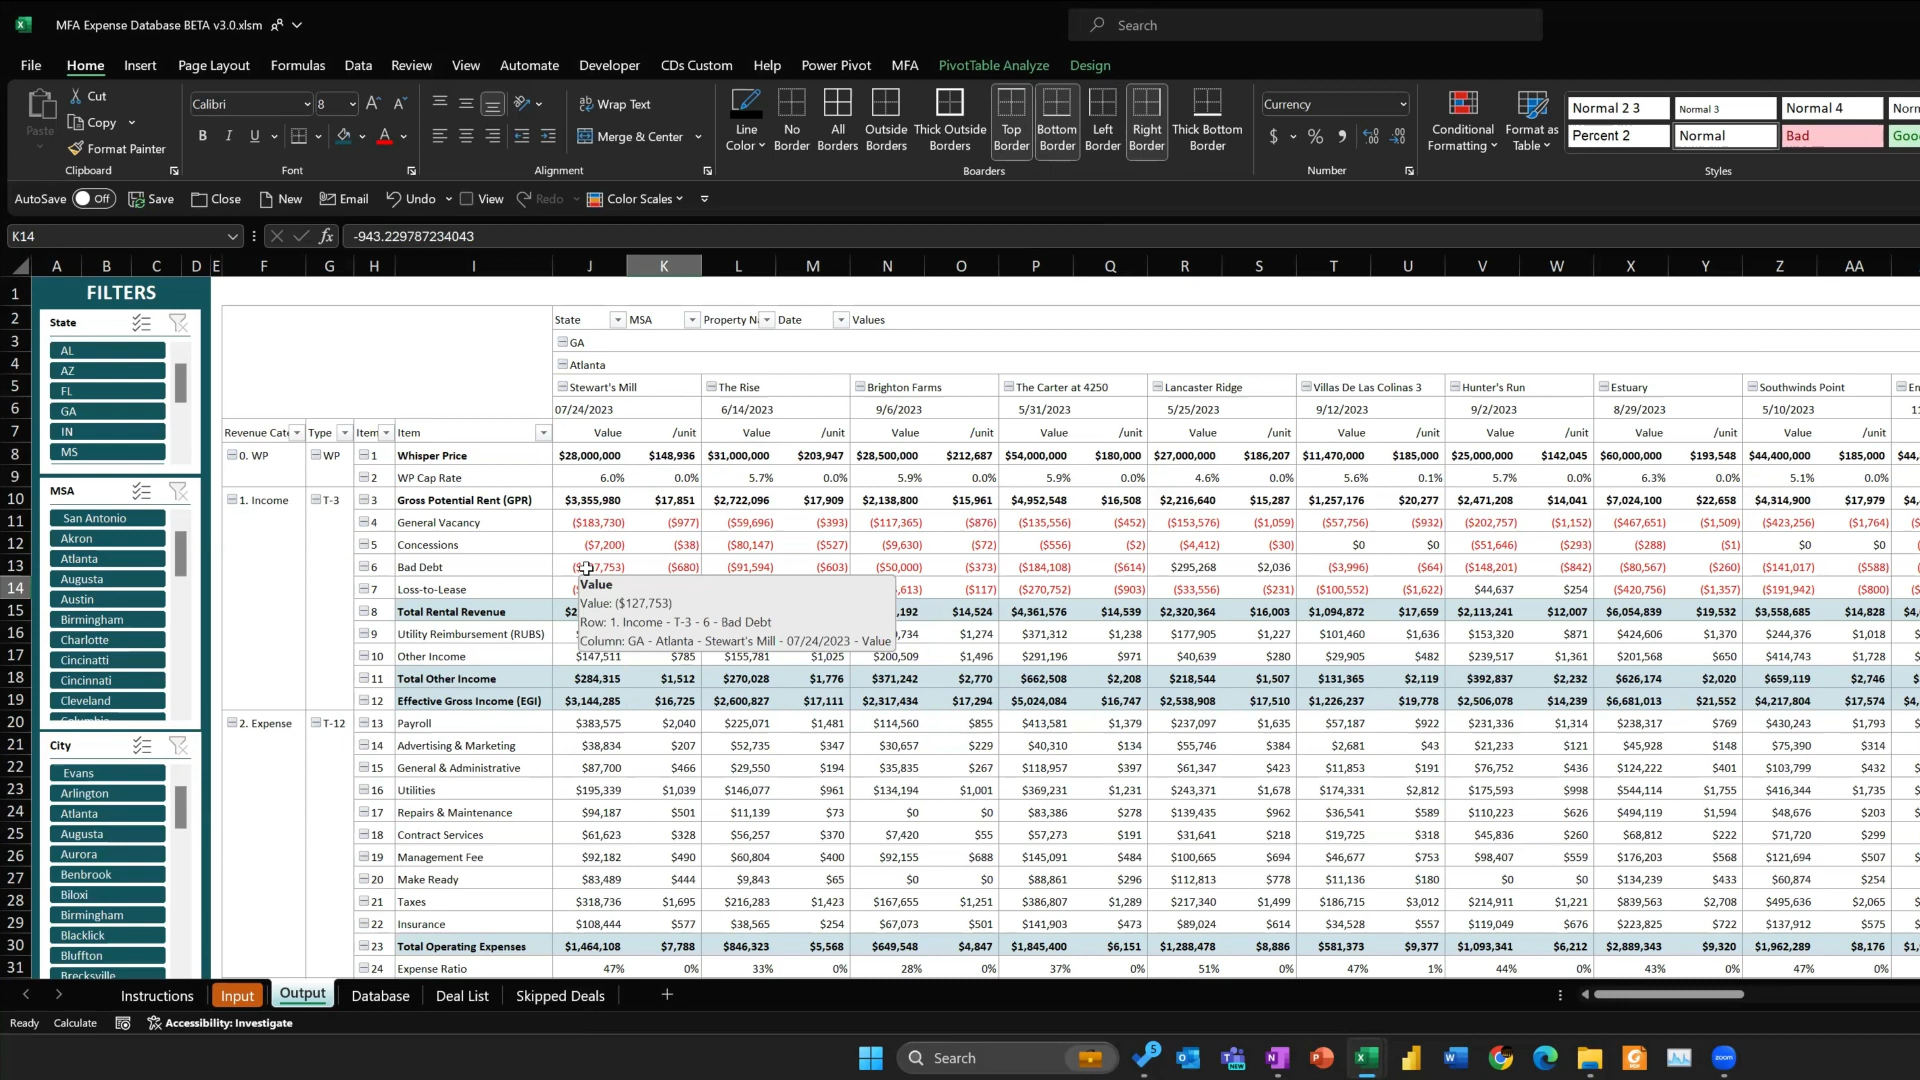 MFA Expense Database BETA v3.0.xlsm
Search
File Home Insert Page Layout Formulas Data Review View Automate Developer CDs Custom Help Power Pivot MFA PivotTable Analyze Design
Paste
Cut
Copy
Format Painter
Clipboard
Calibri 8
B I U
Font
Wrap Text
Merge & Center
Alignment
Line Color
No Border
All Borders
Outside Borders
Thick Outside Borders
Top Border
Bottom Border
Left Border
Right Border
Thick Bottom Border
Boarders
Currency
Number
Conditional Formatting
Format as Table
Normal 2 3 Normal 3 Normal 4
Percent 2 Normal Bad
Styles
AutoSave Off Save Close New Email Undo View Redo Color Scales
K14 fx -943.229787234043
A B C D E F G H I J K L M N O P Q R S T U V W X Y Z AA
FILTERS
State
AL
AZ
FL
GA
IN
MS
MSA
San Antonio
Akron
Atlanta
Augusta
Austin
Birmingham
Charlotte
Cincinatti
Cincinnati
Cleveland
City
Evans
Arlington
Atlanta
Augusta
Aurora
Benbrook
Biloxi
Birmingham
Blacklick
Bluffton
Brecksville
1
2 State MSA Property N Date Values
3 GA
4 Atlanta
5 Stewart's Mill The Rise Brighton Farms The Carter at 4250 Lancaster Ridge Villas De Las Colinas 3 Hunter's Run Estuary Southwinds Point
6 07/24/2023 6/14/2023 9/6/2023 5/31/2023 5/25/2023 9/12/2023 9/2/2023 8/29/2023 5/10/2023
7 Revenue Cat Type Item Item Value /unit Value /unit Value /unit Value /unit Value /unit Value /unit Value /unit Value /unit Value /unit
8 0. WP WP 1 Whisper Price $28,000,000 $148,936 $31,000,000 $203,947 $28,500,000 $212,687 $54,000,000 $180,000 $27,000,000 $186,207 $11,470,000 $185,000 $25,000,000 $142,045 $60,000,000 $193,548 $44,400,000 $185,000
9 2 WP Cap Rate 6.0% 0.0% 5.7% 0.0% 5.9% 0.0% 5.9% 0.0% 4.6% 0.0% 5.6% 0.1% 5.7% 0.0% 6.3% 0.0% 5.1% 0.0%
10 1. Income T-3 3 Gross Potential Rent (GPR) $3,355,980 $17,851 $2,722,096 $17,909 $2,138,800 $15,961 $4,952,548 $16,508 $2,216,640 $15,287 $1,257,176 $20,277 $2,471,208 $14,041 $7,024,100 $22,658 $4,314,900 $17,979
11 4 General Vacancy ($183,730) ($977) ($59,696) ($393) ($117,365) ($876) ($135,556) ($452) ($153,576) ($1,059) ($57,756) ($932) ($202,757) ($1,152) ($467,651) ($1,509) ($423,256) ($1,764)
12 5 Concessions ($7,200) ($38) ($80,147) ($527) ($9,630) ($72) ($556) ($2) ($4,412) ($30) $0 $0 ($51,646) ($293) ($288) ($1) $0 $0
13 6 Bad Debt ($680) ($91,594) ($603) ($50,000) ($373) ($184,108) ($614) $295,268 $2,036 ($3,996) ($64) ($148,201) ($842) ($80,567) ($260) ($141,017) ($588)
14 7 Loss-to-Lease ($117) ($270,752) ($903) ($33,556) ($231) ($100,552) ($1,622) $44,637 $254 ($420,756) ($1,357) ($191,942) ($800)
15 8 Total Rental Revenue $14,524 $4,361,576 $14,539 $2,320,364 $16,003 $1,094,872 $17,659 $2,113,241 $12,007 $6,054,839 $19,532 $3,558,685 $14,828
16 9 Utility Reimbursement (RUBS) $1,274 $371,312 $1,238 $177,905 $1,227 $101,460 $1,636 $153,320 $871 $424,606 $1,370 $244,376 $1,018
17 10 Other Income $147,511 $785 $155,781 $1,025 $200,509 $1,496 $291,196 $971 $40,639 $280 $29,905 $482 $239,517 $1,361 $201,568 $650 $414,743 $1,728
18 11 Total Other Income $284,315 $1,512 $270,028 $1,776 $371,242 $2,770 $662,508 $2,208 $218,544 $1,507 $131,365 $2,119 $392,837 $2,232 $626,174 $2,020 $659,119 $2,746
19 12 Effective Gross Income (EGI) $3,144,285 $16,725 $2,600,827 $17,111 $2,317,434 $17,294 $5,024,084 $16,747 $2,538,908 $17,510 $1,226,237 $19,778 $2,506,078 $14,239 $6,681,013 $21,552 $4,217,804 $17,574
20 2. Expense T-12 13 Payroll $383,575 $2,040 $225,071 $1,481 $114,560 $855 $413,581 $1,379 $237,097 $1,635 $57,187 $922 $231,336 $1,314 $238,317 $769 $430,243 $1,793
21 14 Advertising & Marketing $38,834 $207 $52,735 $347 $30,657 $229 $40,310 $134 $55,746 $384 $2,681 $43 $21,233 $121 $45,928 $148 $75,390 $314
22 15 General & Administrative $87,700 $466 $29,550 $194 $35,835 $267 $118,957 $397 $61,347 $423 $11,853 $191 $76,752 $436 $124,222 $401 $103,799 $432
23 16 Utilities $195,339 $1,039 $146,077 $961 $134,194 $1,001 $369,231 $1,231 $243,371 $1,678 $174,331 $2,812 $175,593 $998 $544,114 $1,755 $416,344 $1,735
24 17 Repairs & Maintenance $94,187 $501 $11,139 $73 $0 $0 $83,386 $278 $139,435 $962 $36,541 $589 $110,223 $626 $494,119 $1,594 $48,676 $203
25 18 Contract Services $61,623 $328 $56,257 $370 $7,420 $55 $57,273 $191 $31,641 $218 $19,725 $318 $45,836 $260 $68,812 $222 $71,720 $299
26 19 Management Fee $92,182 $490 $60,804 $400 $92,155 $688 $145,091 $484 $100,665 $694 $46,677 $753 $98,407 $559 $176,203 $568 $121,694 $507
27 20 Make Ready $83,489 $444 $9,843 $65 $0 $0 $88,861 $296 $112,813 $778 $11,136 $180 $0 $0 $134,239 $433 $60,874 $254
28 21 Taxes $318,736 $1,695 $216,283 $1,423 $167,655 $1,251 $386,807 $1,289 $217,340 $1,499 $186,715 $3,012 $214,911 $1,221 $839,563 $2,708 $495,636 $2,065
29 22 Insurance $108,444 $577 $38,565 $254 $67,073 $501 $141,903 $473 $89,024 $614 $34,528 $557 $119,049 $676 $223,825 $722 $137,912 $575
30 23 Total Operating Expenses $1,464,108 $7,788 $846,323 $5,568 $649,548 $4,847 $1,845,400 $6,151 $1,288,478 $8,886 $581,373 $9,377 $1,093,341 $6,212 $2,889,343 $9,320 $1,962,289 $8,176
31 24 Expense Ratio 47% 0% 33% 0% 28% 0% 37% 0% 51% 0% 47% 1% 44% 0% 43% 0% 47% 0%
Value
Value: ($127,753)
Row: 1. Income - T-3 - 6 - Bad Debt
Column: GA - Atlanta - Stewart's Mill - 07/24/2023 - Value
Instructions Input Output Database Deal List Skipped Deals
Ready Calculate Accessibility: Investigate
Search
5
NEW
zoom